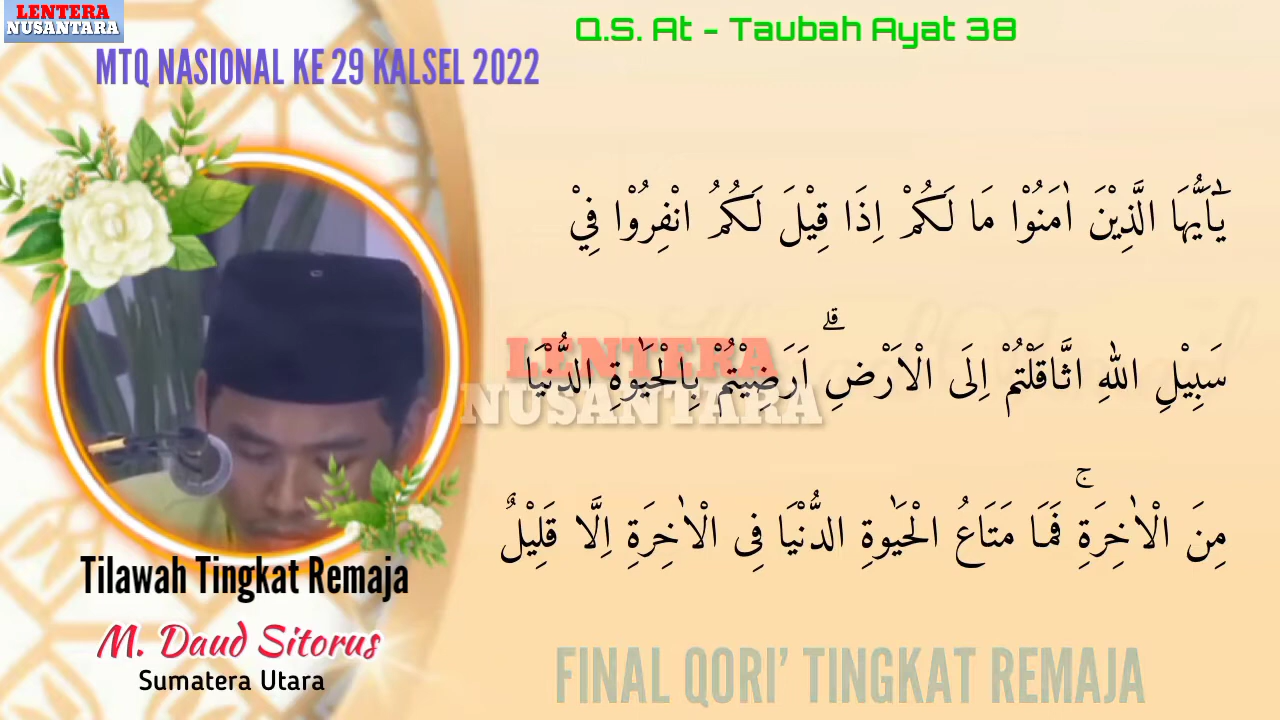 LENTERA
NUSANTARA
MTQ NASIONAL KE 29 KALSEL 2022
Q.S. At - Taubah Ayat 38
يٰٓاَيُّهَا الَّذِيْنَ اٰمَنُوْا مَا لَكُمْ اِذَا قِيْلَ لَكُمُ انْفِرُوْا فِيْ
سَبِيْلِ اللّٰهِ اثَّاقَلْتُمْ اِلَى الْاَرْضِۗ اَرَضِيْتُمْ بِالْحَيٰوةِ الدُّنْيَا
مِنَ الْاٰخِرَةِۚ فَمَا مَتَاعُ الْحَيٰوةِ الدُّنْيَا فِى الْاٰخِرَةِ اِلَّا قَلِيْلٌ
LENTERA
NUSANTARA
Tilawah Tingkat Remaja
M. Daud Sitorus
Sumatera Utara
FINAL QORI’ TINGKAT REMAJA